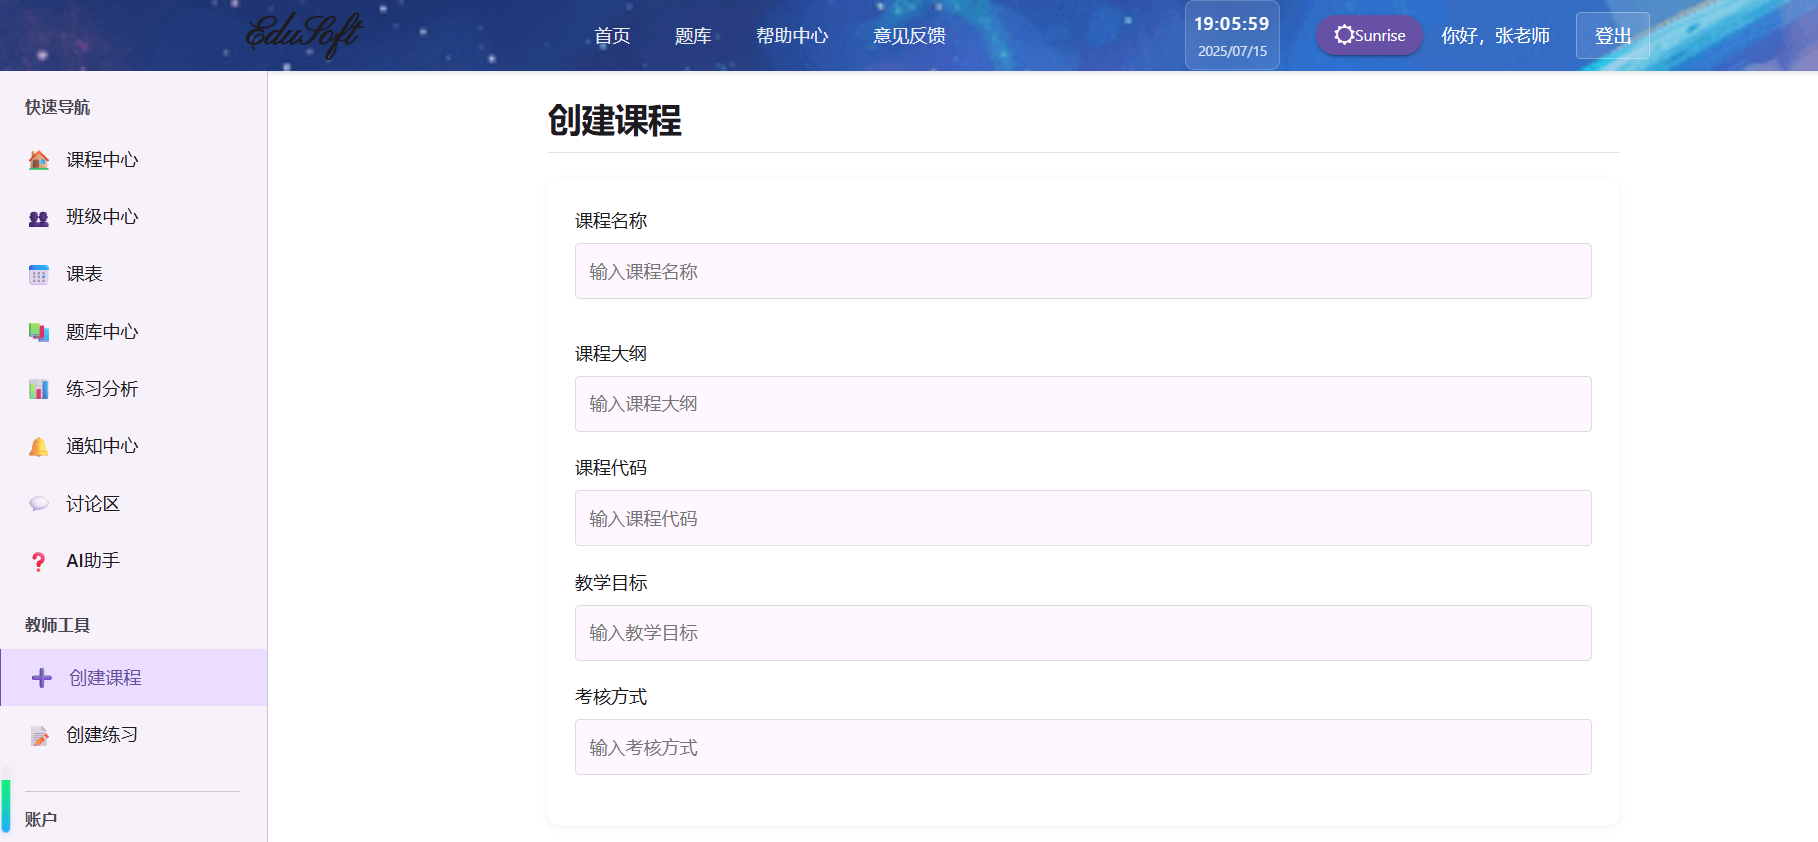 EduSoft
首页 题库 帮助中心 意见反馈
19:05:59
2025/07/15
Sunrise
你好，张老师
登出
快速导航
课程中心
班级中心
课表
题库中心
练习分析
通知中心
讨论区
AI助手
教师工具
创建课程
创建练习
账户
创建课程
课程名称
输入课程名称
课程大纲
输入课程大纲
课程代码
输入课程代码
教学目标
输入教学目标
考核方式
输入考核方式